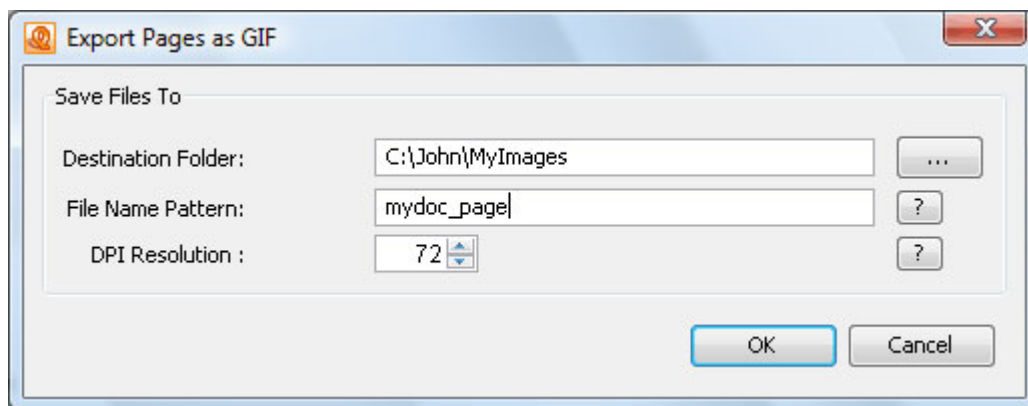 Export Pages as GIF
Save Files To
Destination Folder: C:\John\MyImages ...
File Name Pattern: mydoc_page ?
DPI Resolution : 72 ?
OK Cancel